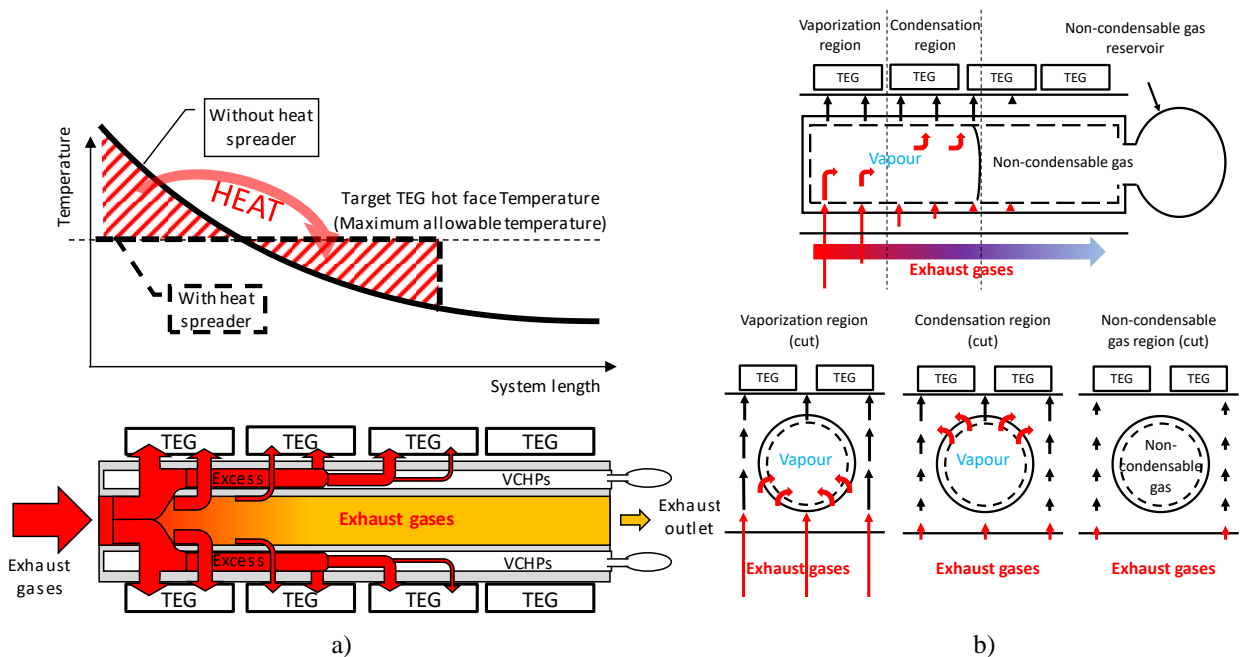 Without heat
spreader
HEAT
Temperature
Target TEG hot face Temperature
(Maximum allowable temperature)
With heat
spreader
System length
TEG
TEG
TEG
TEG
Excess
VCHPs
Exhaust gases
Exhaust
outlet
Exhaust
gases
Excess
VCHPs
TEG
TEG
TEG
TEG
a)
Vaporization
region
Condensation
region
Non-condensable gas
reservoir
TEG
TEG
TEG
TEG
Vapour
Non-condensable gas
Exhaust gases
Vaporization region
(cut)
Condensation region
(cut)
Non-condensable
gas region (cut)
TEG
TEG
TEG
TEG
TEG
TEG
Vapour
Vapour
Non-
condensable
gas
Exhaust gases
Exhaust gases
Exhaust gases
b)